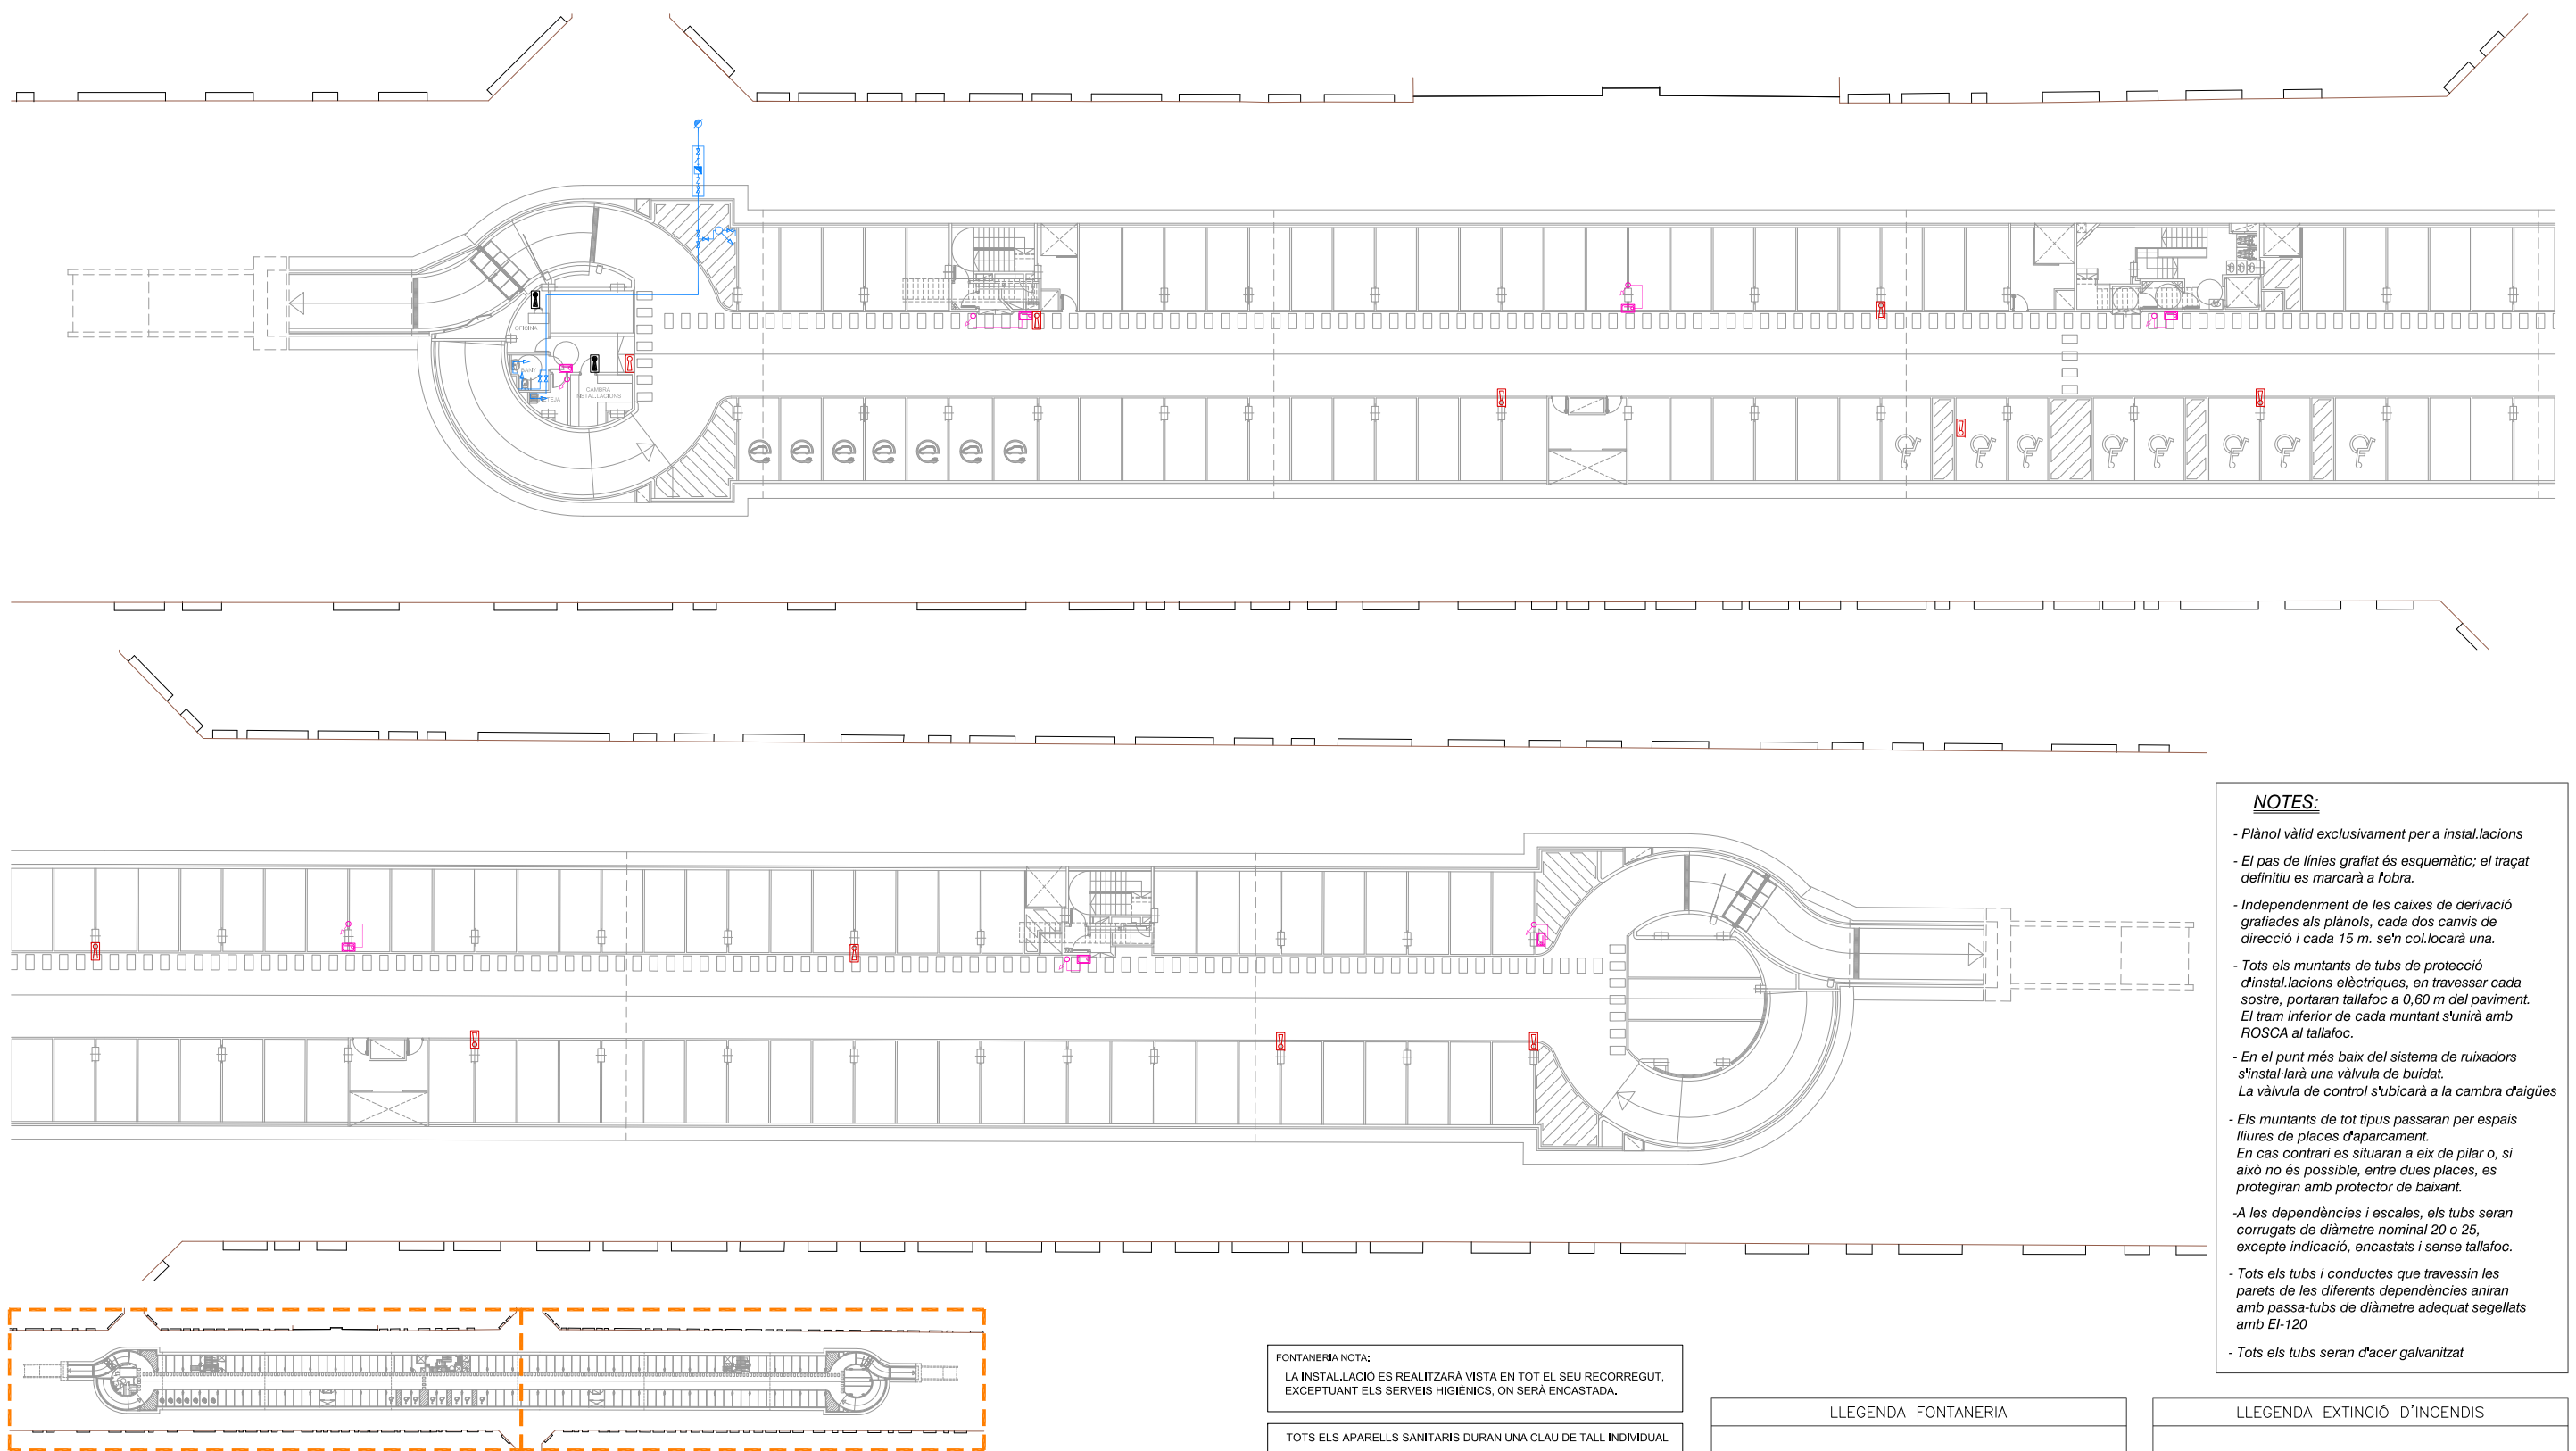 OFICINA
BANY
CAMBRA
INSTAL.LACIONS
NOTES:
- Plànol vàlid exclusivament per a instal.lacions
- El pas de línies grafiat és esquemàtic; el traçat
definitiu es marcarà a l'obra.
- Independenment de les caixes de derivació
grafiades als plànols, cada dos canvis de
direcció i cada 15 m. se'n col.locarà una.
- Tots els muntants de tubs de protecció
d'instal.lacions elèctriques, en travessar cada
sostre, portaran tallafoc a 0,60 m del paviment.
El tram inferior de cada muntant s'unirà amb
ROSCA al tallafoc.
- En el punt més baix del sistema de ruixadors
s'instal·larà una vàlvula de buidat.
La vàlvula de control s'ubicarà a la cambra d'aigües
- Els muntants de tot tipus passaran per espais
lliures de places d'aparcament.
En cas contrari es situaran a eix de pilar o, si
això no és possible, entre dues places, es
protegiran amb protector de baixant.
-A les dependències i escales, els tubs seran
corrugats de diàmetre nominal 20 o 25,
excepte indicació, encastats i sense tallafoc.
- Tots els tubs i conductes que travessin les
parets de les diferents dependències aniran
amb passa-tubs de diàmetre adequat segellats
amb EI-120
- Tots els tubs seran d'acer galvanitzat
FONTANERIA NOTA:
LA INSTAL.LACIÓ ES REALITZARÀ VISTA EN TOT EL SEU RECORREGUT,
EXCEPTUANT ELS SERVEIS HIGIÈNICS, ON SERÀ ENCASTADA.
TOTS ELS APARELLS SANITARIS DURAN UNA CLAU DE TALL INDIVIDUAL
LLEGENDA FONTANERIA
LLEGENDA EXTINCIÓ D'INCENDIS